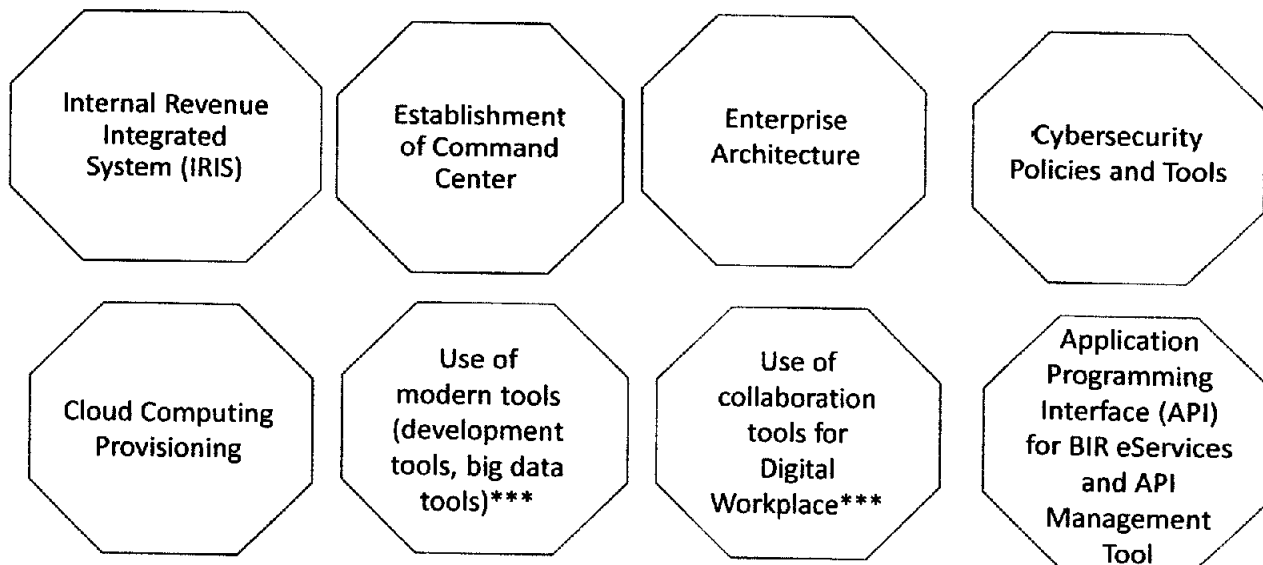 Internal Revenue
Integrated
System (IRIS)
Establishment
of Command
Center
Enterprise
Architecture
Cybersecurity
Policies and Tools
Cloud Computing
Provisioning
Use of
modern tools
(development
tools, big data
tools)***
Use of
collaboration
tools for
Digital
Workplace***
Application
Programming
Interface (API)
for BIR eServices
and API
Management
Tool